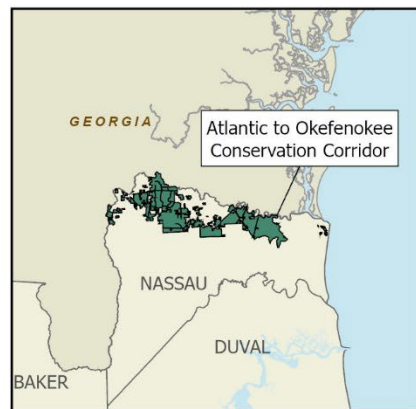 GEORGIA
Atlantic to Okefenokee
Conservation Corridor
NASSAU
DUVAL
BAKER